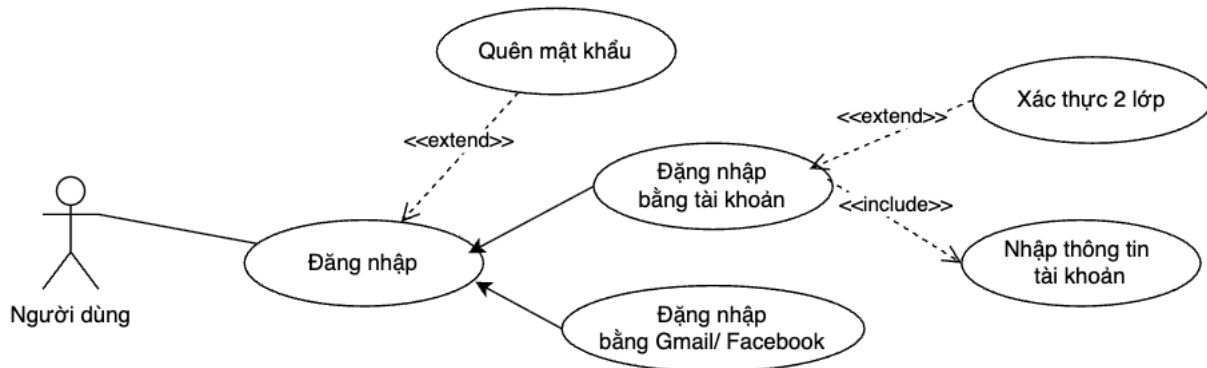 Quên mật khẩu
Xác thực 2 lớp
<<extend>>
<<extend>>
Đặng nhập
bằng tài khoản
<<include>>
Đăng nhập
Nhập thông tin
tài khoản
Người dùng
Đặng nhập
bằng Gmail/ Facebook